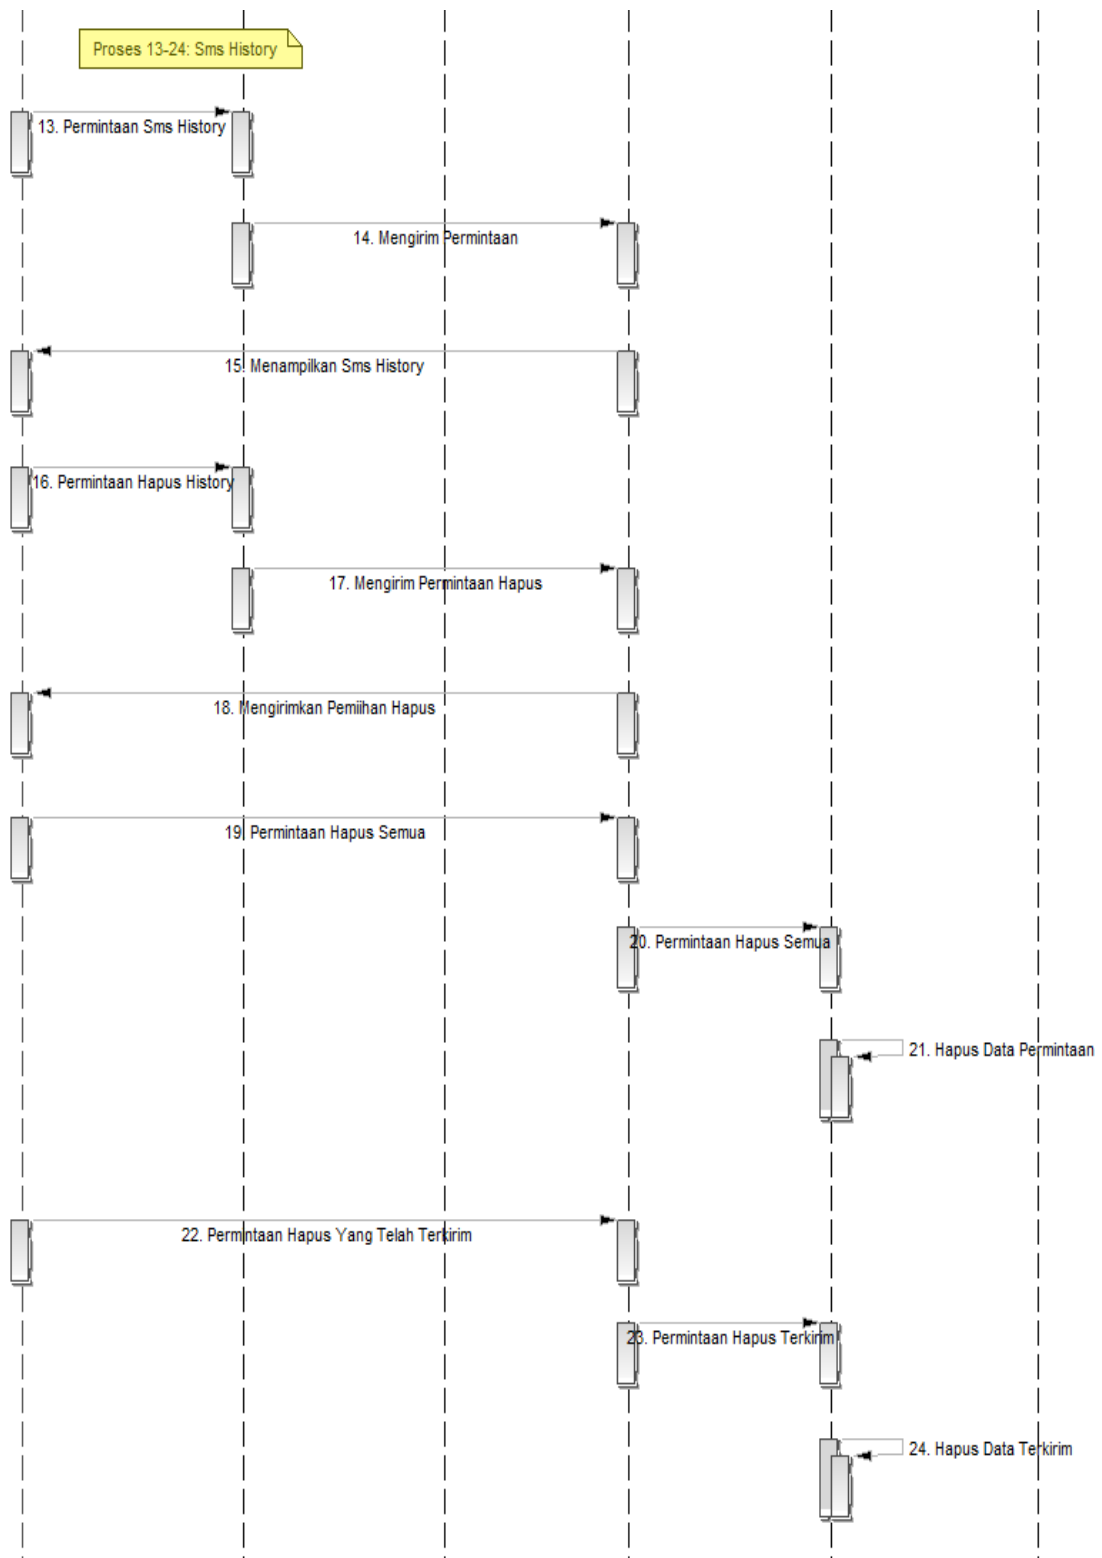 Proses 13-24: Sms History
13. Permintaan Sms History
14. Mengirim Permintaan
15. Menampilkan Sms History
16. Permintaan Hapus History
17. Mengirim Permintaan Hapus
18. Mengirimkan Pemiihan Hapus
19. Permintaan Hapus Semua
20. Permintaan Hapus Semua
21. Hapus Data Permintaan
22. Permintaan Hapus Yang Telah Terkirim
23. Permintaan Hapus Terkirim
24. Hapus Data Terkirim